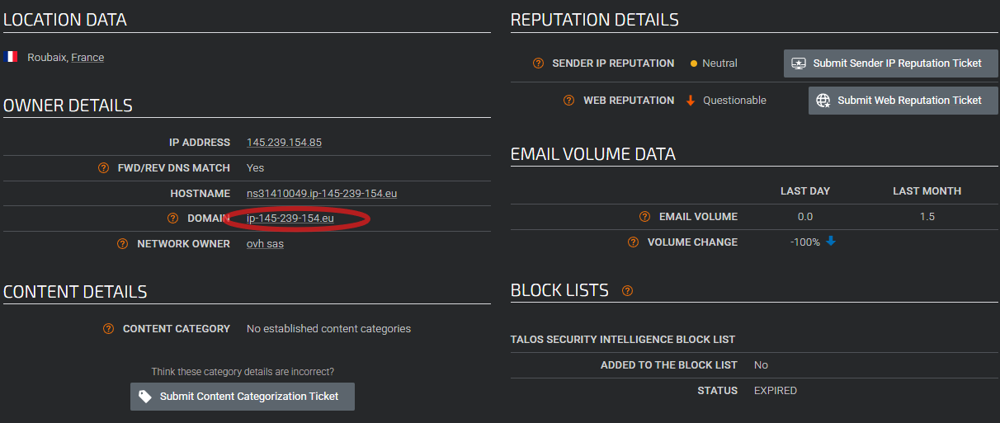 LOCATION DATA
Roubaix, France
OWNER DETAILS
IP ADDRESS 145.239.154.85
? FWD/REV DNS MATCH Yes
HOSTNAME ns31410049.ip-145-239-154.eu
? DOMAIN ip-145-239-154.eu
? NETWORK OWNER ovh sas
CONTENT DETAILS
? CONTENT CATEGORY No established content categories
Think these category details are incorrect?
Submit Content Categorization Ticket
REPUTATION DETAILS
? SENDER IP REPUTATION Neutral Submit Sender IP Reputation Ticket
? WEB REPUTATION Questionable Submit Web Reputation Ticket
EMAIL VOLUME DATA
LAST DAY LAST MONTH
? EMAIL VOLUME 0.0 1.5
? VOLUME CHANGE -100%
BLOCK LISTS ?
TALOS SECURITY INTELLIGENCE BLOCK LIST
ADDED TO THE BLOCK LIST No
STATUS EXPIRED